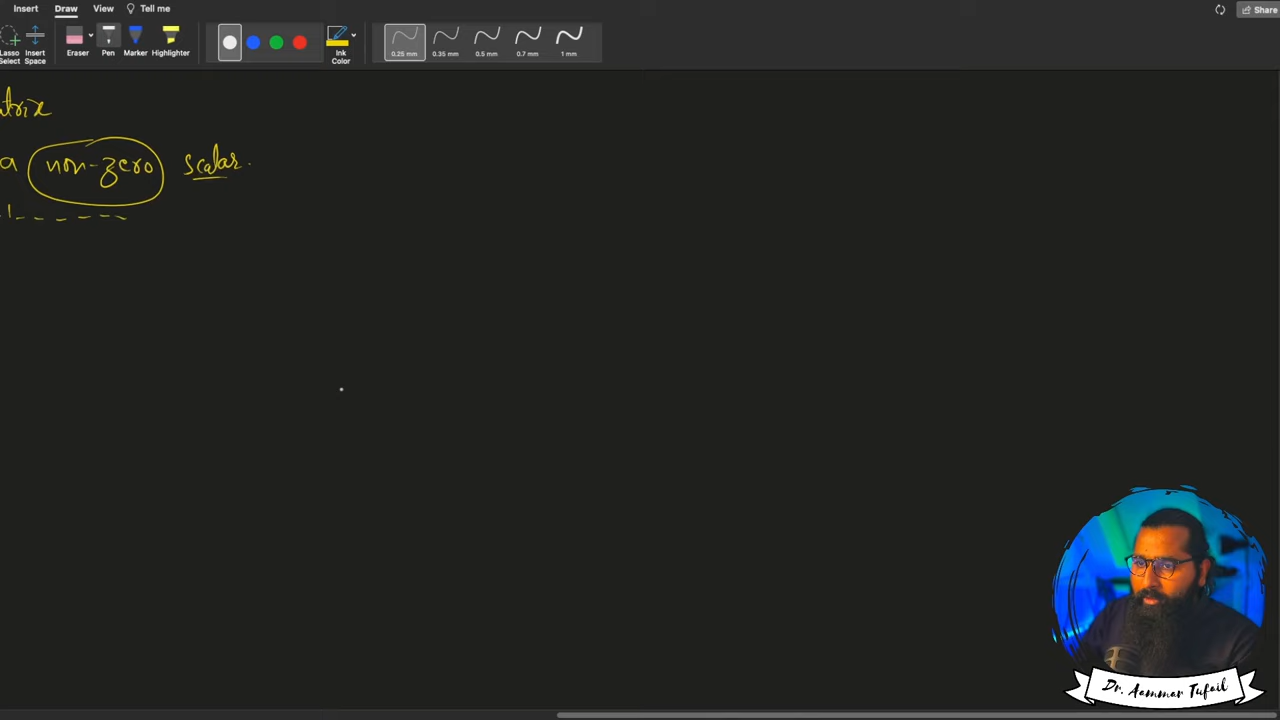 Insert Draw View Tell me
Share
Lasso Select
Insert Space
Eraser
Pen
Marker
Highlighter
Ink Color
0.25 mm
0.35 mm
0.5 mm
0.7 mm
1 mm
atrix
a non-zero scalar.
Dr. Aammar Tufail